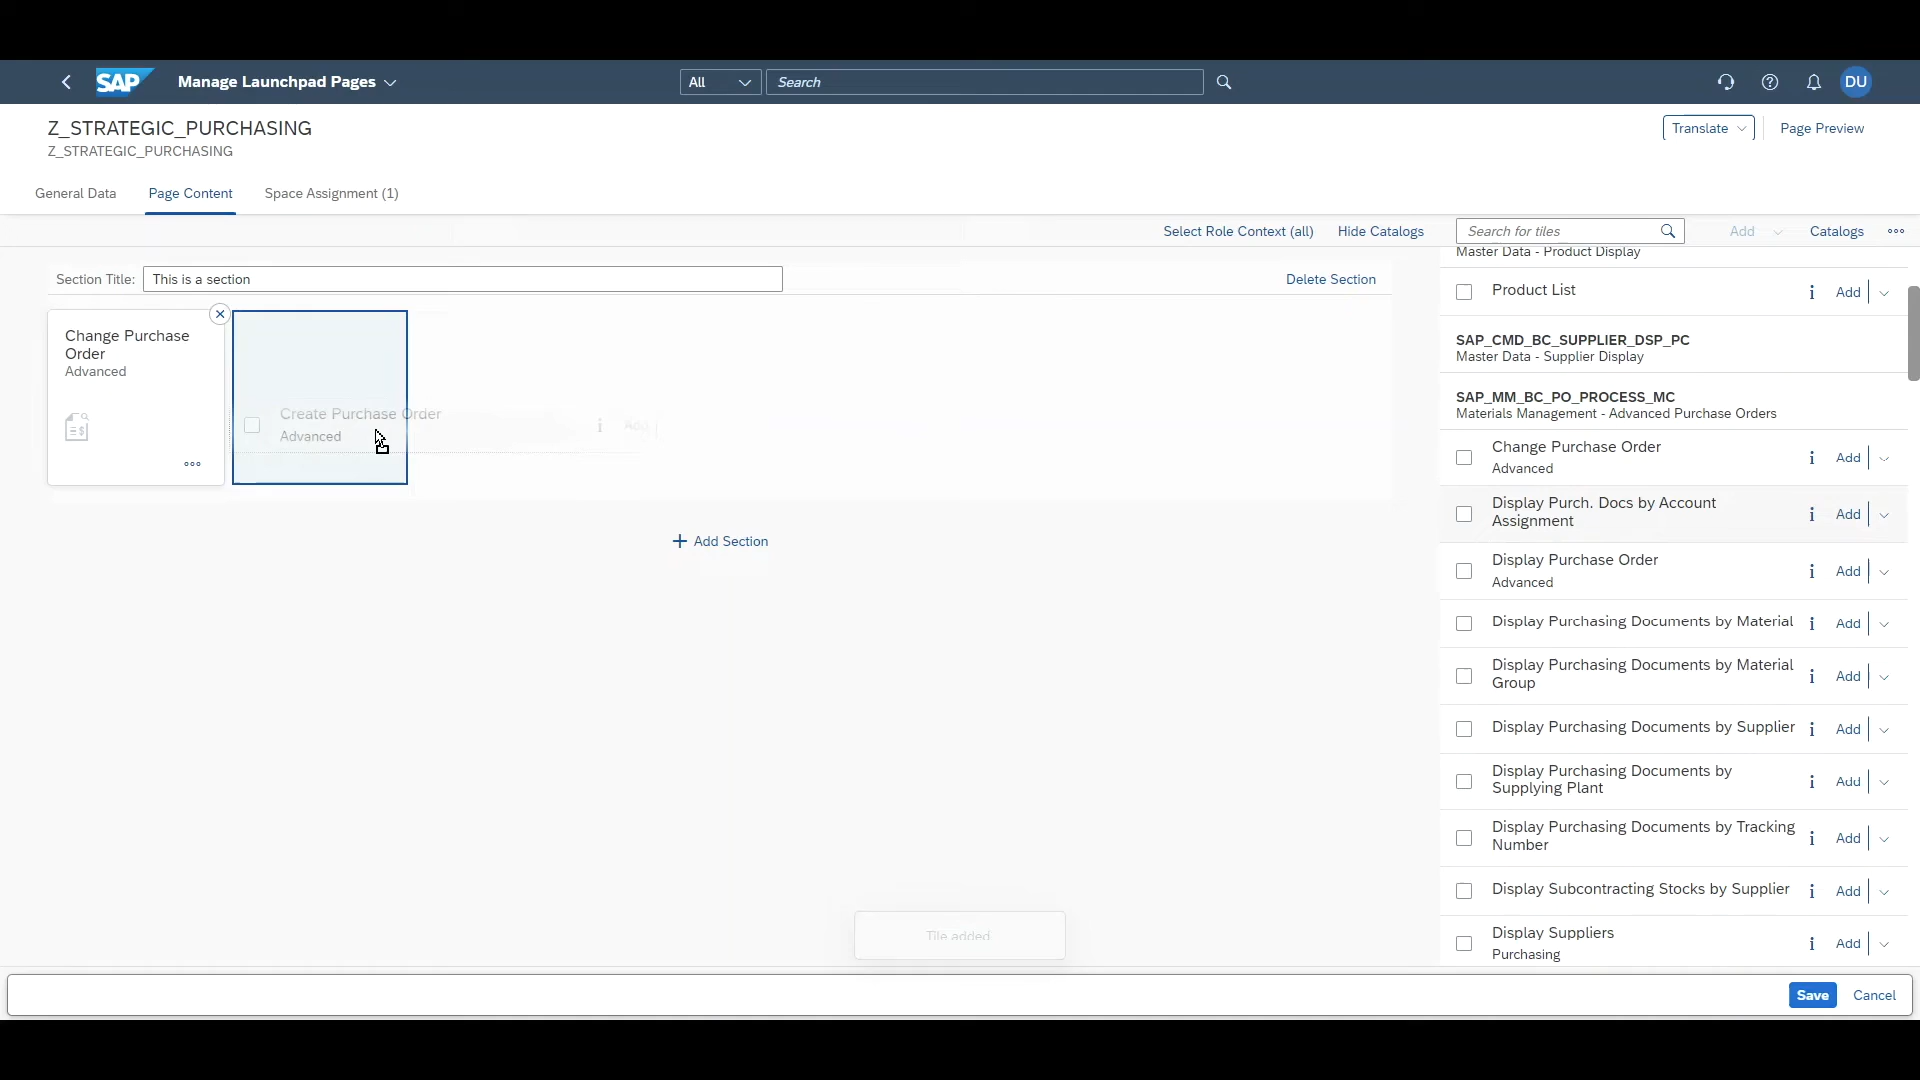 SAP
Manage Launchpad Pages
All
Search
DU
Z_STRATEGIC_PURCHASING
Z_STRATEGIC_PURCHASING
Translate
Page Preview
General Data
Page Content
Space Assignment (1)
Select Role Context (all)
Hide Catalogs
Search for tiles
Add
Catalogs
Section Title:
This is a section
Delete Section
Change Purchase
Order
Advanced
Create Purchase Order
Advanced
Add
Add Section
Tile added
Master Data - Product Display
Product List
Add
SAP_CMD_BC_SUPPLIER_DSP_PC
Master Data - Supplier Display
SAP_MM_BC_PO_PROCESS_MC
Materials Management - Advanced Purchase Orders
Change Purchase Order
Advanced
Add
Display Purch. Docs by Account
Assignment
Add
Display Purchase Order
Advanced
Add
Display Purchasing Documents by Material
Add
Display Purchasing Documents by Material
Group
Add
Display Purchasing Documents by Supplier
Add
Display Purchasing Documents by
Supplying Plant
Add
Display Purchasing Documents by Tracking
Number
Add
Display Subcontracting Stocks by Supplier
Add
Display Suppliers
Purchasing
Add
Save
Cancel